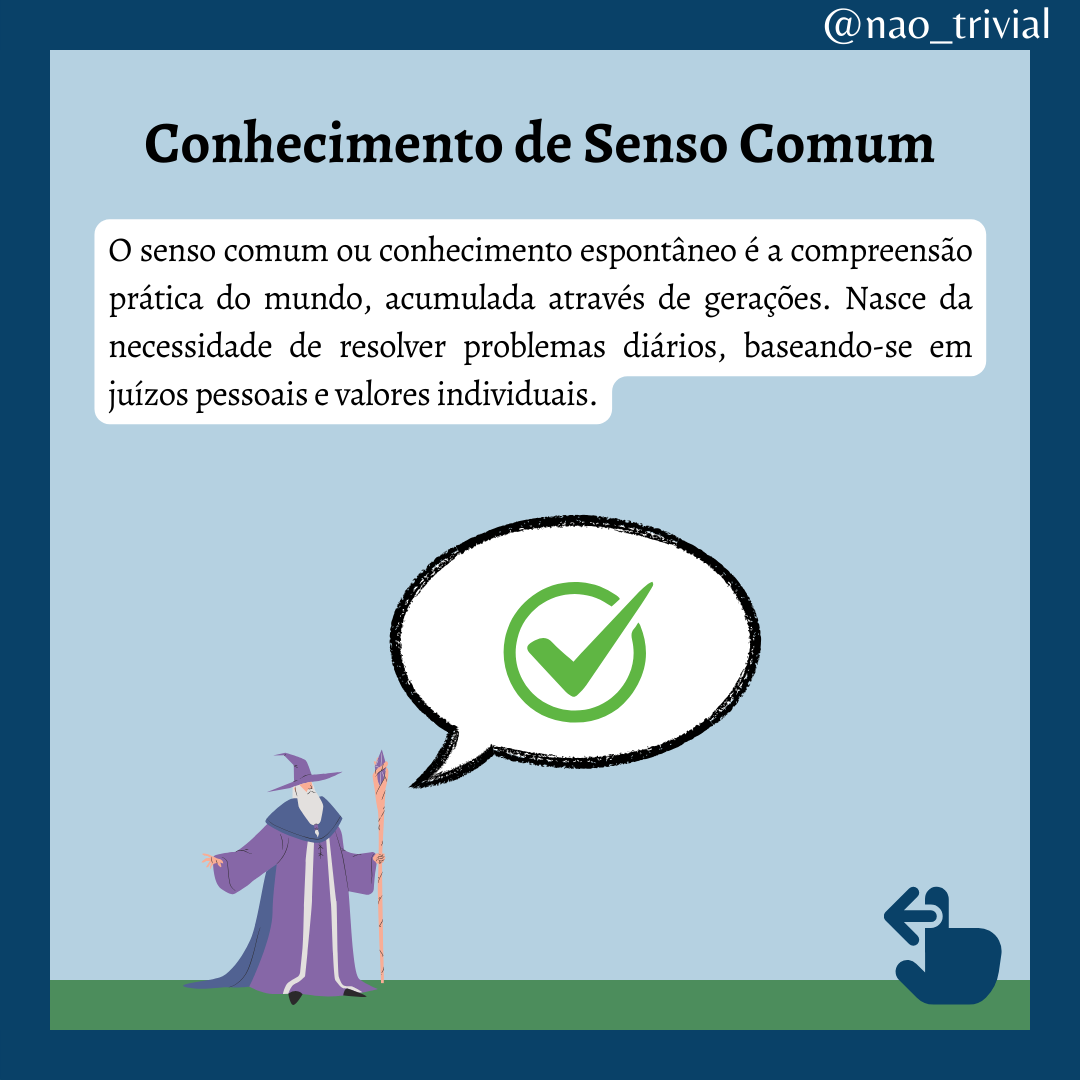 @nao_trivial
Conhecimento de Senso Comum
O senso comum ou conhecimento espontâneo é a compreensão
prática do mundo, acumulada através de gerações. Nasce da
necessidade de resolver problemas diários, baseando-se em
juízos pessoais e valores individuais.